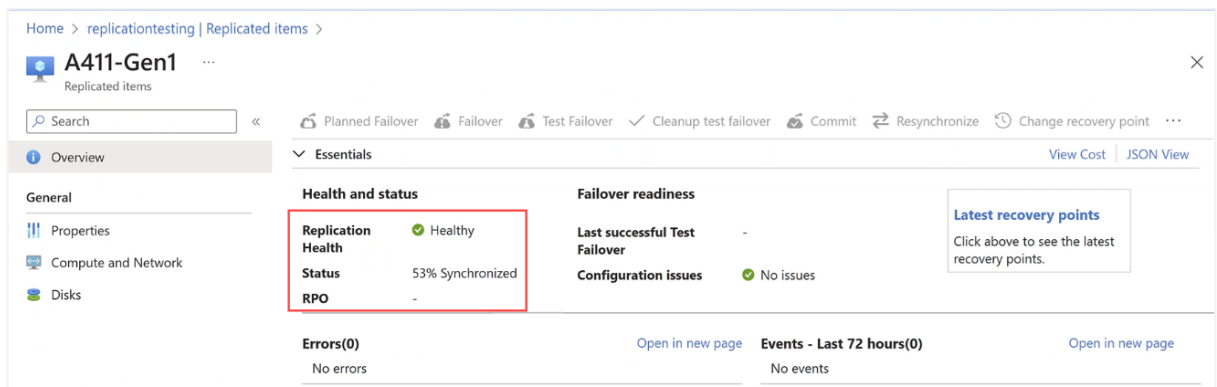 Home > replicationtesting | Replicated items >
A411-Gen1 ...
Replicated items
Search «
Planned Failover Failover Test Failover Cleanup test failover Commit Resynchronize Change recovery point ...
Overview
Essentials View Cost JSON View
General
Properties
Compute and Network
Disks
Health and status
Replication Health Healthy
Status 53% Synchronized
RPO -
Failover readiness
Last successful Test Failover -
Configuration issues No issues
Latest recovery points
Click above to see the latest
recovery points.
Errors(0) Open in new page
No errors
Events - Last 72 hours(0) Open in new page
No events